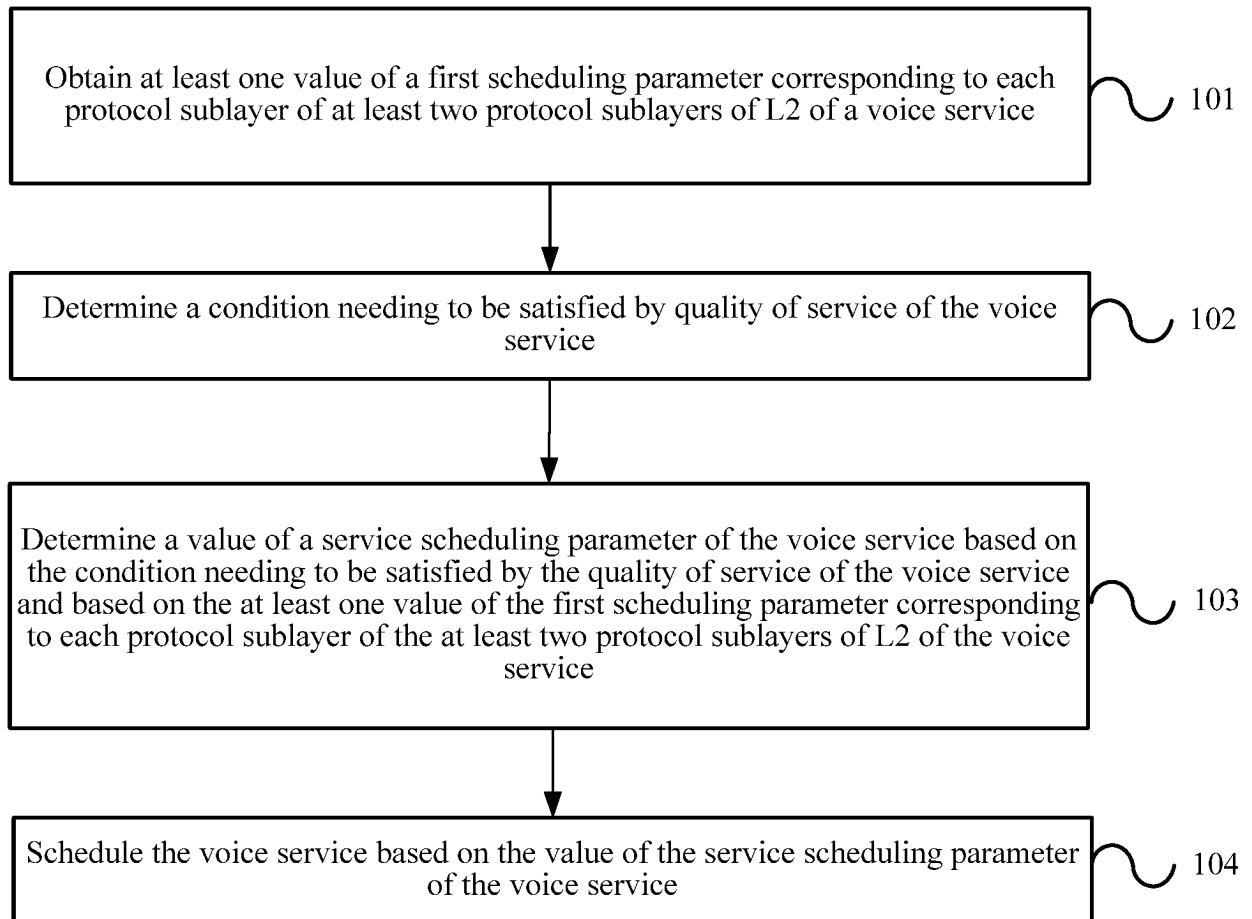 Obtain at least one value of a first scheduling parameter corresponding to each
protocol sublayer of at least two protocol sublayers of L2 of a voice service
101
Determine a condition needing to be satisfied by quality of service of the voice
service
102
Determine a value of a service scheduling parameter of the voice service based on
the condition needing to be satisfied by the quality of service of the voice service
and based on the at least one value of the first scheduling parameter corresponding
to each protocol sublayer of the at least two protocol sublayers of L2 of the voice
service
103
Schedule the voice service based on the value of the service scheduling parameter
of the voice service
104